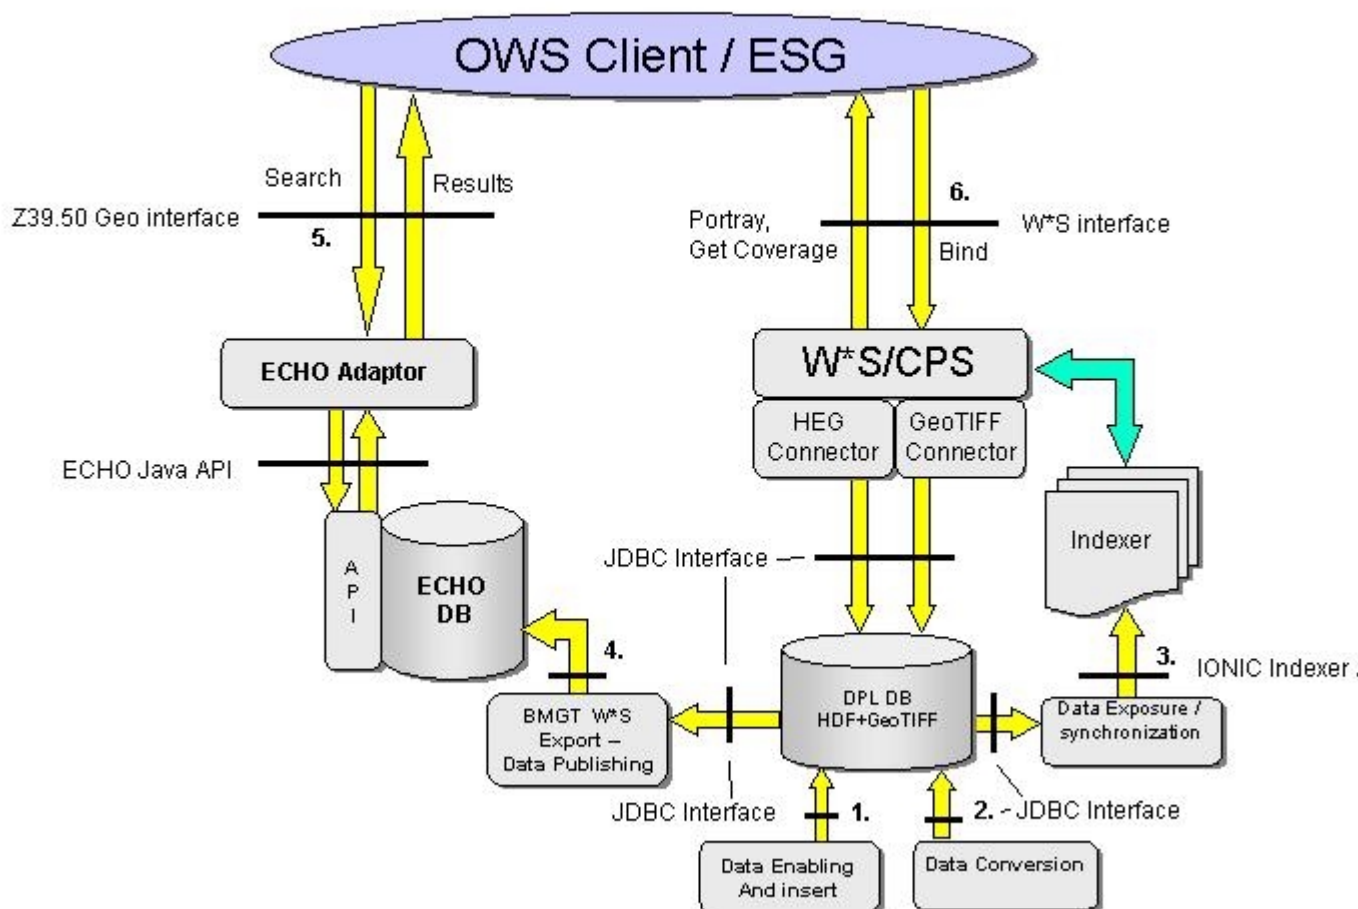 OWS Client / ESG
Search
Results
Z39.50 Geo interface
5.
6.
Portray,
Get Coverage
Bind
W*S interface
ECHO Adaptor
W*S/CPS
HEG
Connector
GeoTIFF
Connector
ECHO Java API
A
P
I
ECHO
DB
JDBC Interface
Indexer
4.
3.
IONIC Indexer
BMGT W*S
Export –
Data Publishing
DPL DB
HDF+GeoTIFF
Data Exposure /
synchronization
JDBC Interface
1.
2.
JDBC Interface
Data Enabling
And insert
Data Conversion